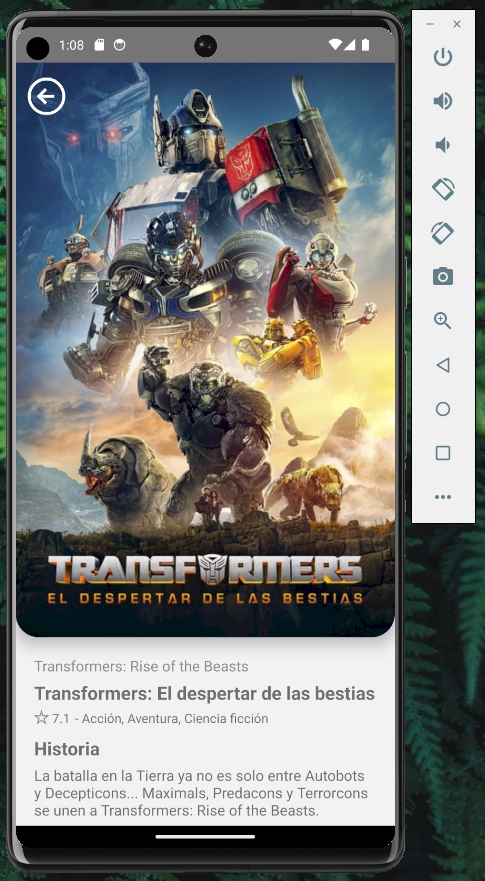 1:08
TRANSFORMERS
EL DESPERTAR DE LAS BESTIAS
Transformers: Rise of the Beasts
Transformers: El despertar de las bestias
7.1 - Acción, Aventura, Ciencia ficción
Historia
La batalla en la Tierra ya no es solo entre Autobots
y Decepticons... Maximals, Predacons y Terrorcons
se unen a Transformers: Rise of the Beasts.